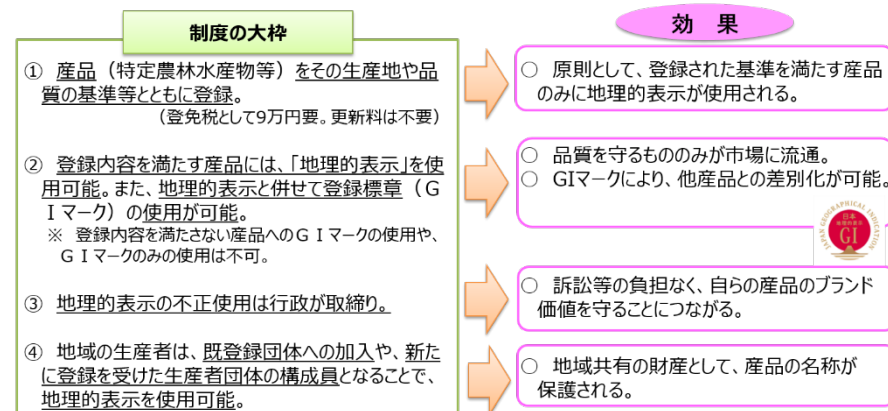 制度の大枠
① 産品（特定農林水産物等）をその生産地や品
質の基準等とともに登録。
（登免税として9万円要。更新料は不要）
② 登録内容を満たす産品には、「地理的表示」を使
用可能。また、地理的表示と併せて登録標章（Ｇ
Ｉマーク）の使用が可能。
※ 登録内容を満たさない産品へのＧＩマークの使用や、
ＧＩマークのみの使用は不可。
③ 地理的表示の不正使用は行政が取締り。
④ 地域の生産者は、既登録団体への加入や、新た
に登録を受けた生産者団体の構成員となることで、
地理的表示を使用可能。
効 果
○ 原則として、登録された基準を満たす産品
のみに地理的表示が使用される。
○ 品質を守るもののみが市場に流通。
○ GIマークにより、他産品との差別化が可能。
JAPAN GEOGRAPHICAL INDICATION
日本
地理的表示
GI
○ 訴訟等の負担なく、自らの産品のブランド
価値を守ることにつながる。
○ 地域共有の財産として、産品の名称が
保護される。